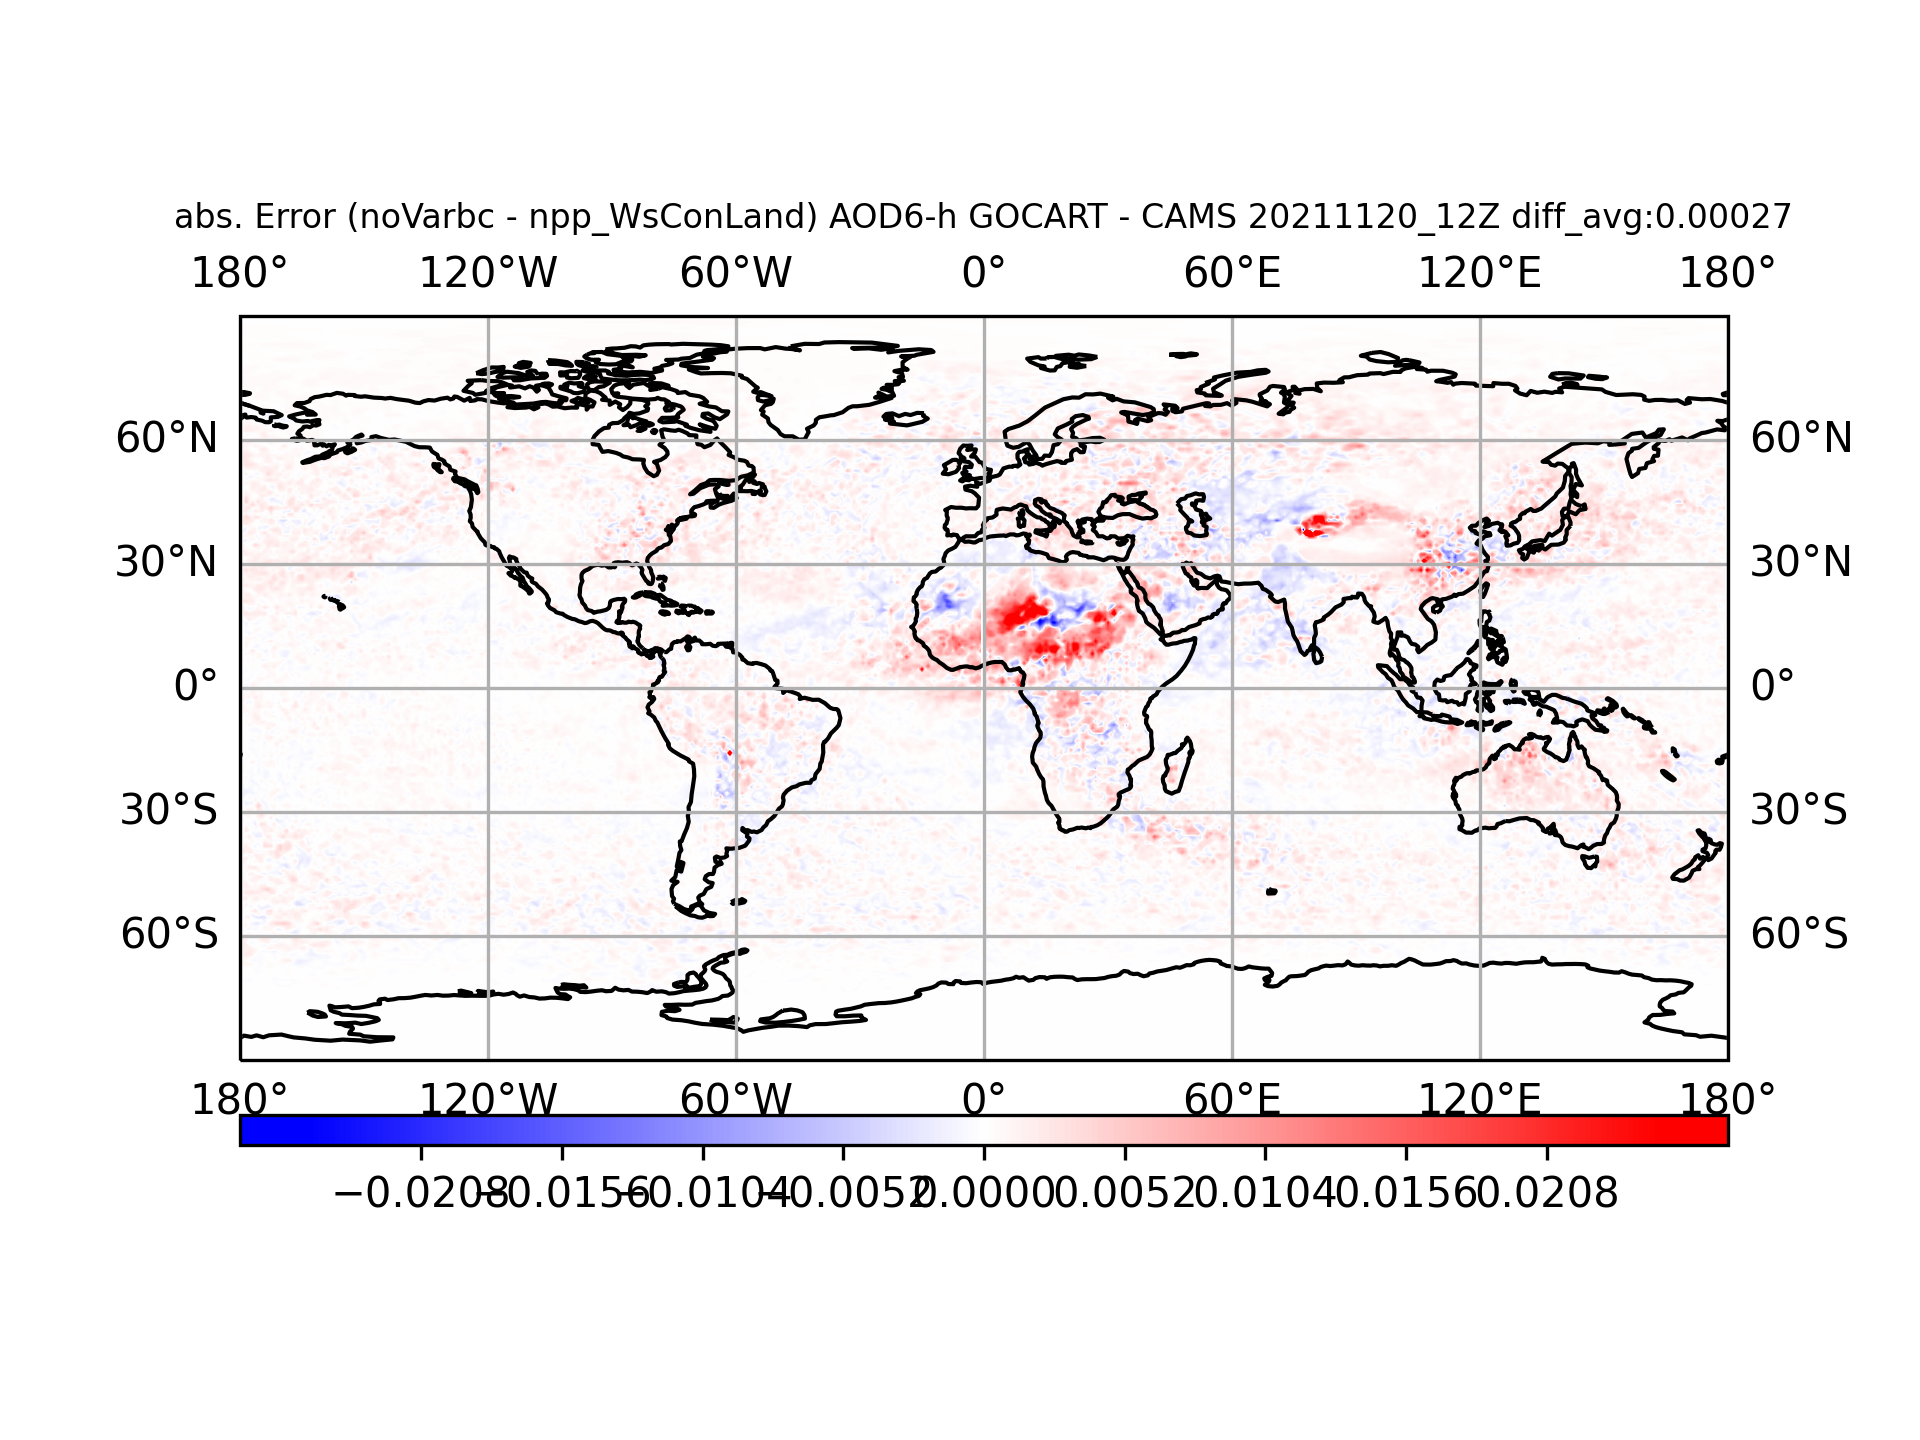 abs. Error (noVarbc - npp_WsConLand) AOD6-h GOCART - CAMS 20211120_12Z diff_avg:0.00027
180° 120°W 60°W 0° 60°E 120°E 180°
60°N 60°N
30°N 30°N
0° 0°
30°S 30°S
60°S 60°S
180° 120°W 60°W 0° 60°E 120°E 180°
−0.0208 −0.0156 −0.0104 −0.0052 0.0000 0.0052 0.0104 0.0156 0.0208